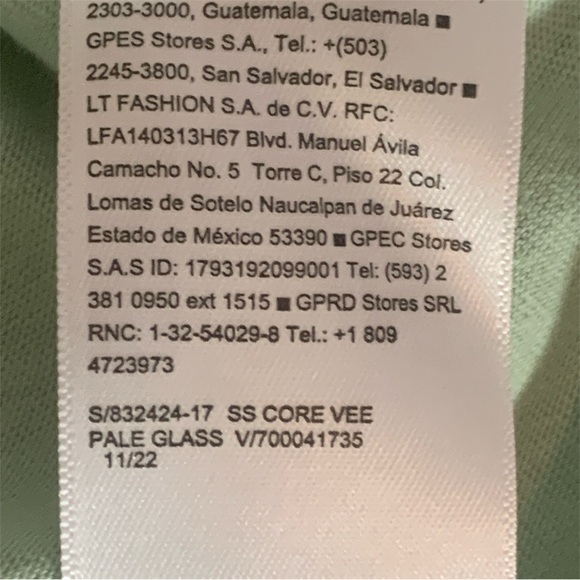 2303-3000, Guatemala, Guatemala ■
GPES Stores S.A., Tel.: +(503)
2245-3800, San Salvador, El Salvador ■
LT FASHION S.A. de C.V. RFC:
LFA140313H67 Blvd. Manuel Ávila
Camacho No. 5 Torre C, Piso 22 Col.
Lomas de Sotelo Naucalpan de Juárez
Estado de México 53390 ■ GPEC Stores
S.A.S ID: 1793192099001 Tel: (593) 2
381 0950 ext 1515 ■ GPRD Stores SRL
RNC: 1-32-54029-8 Tel.: +1 809
4723973
S/832424-17 SS CORE VEE
PALE GLASS V/700041735
11/22